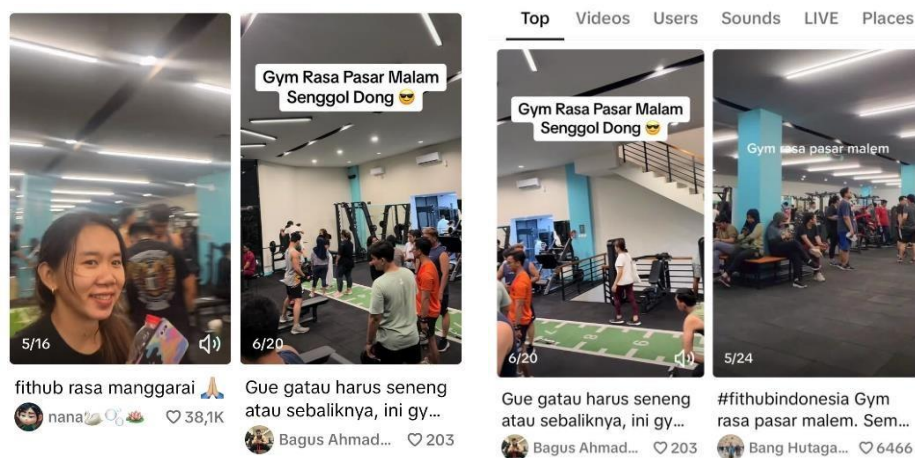 5/16
fithub rasa manggarai 🙏🏼
nana🦢🫧🪷 ♡ 38,1K
Gym Rasa Pasar Malam
Senggol Dong 😎
6/20
Gue gatau harus seneng
atau sebaliknya, ini gy...
Bagus Ahmad... ♡ 203
Top Videos Users Sounds LIVE Places
Gym Rasa Pasar Malam
Senggol Dong 😎
6/20
Gue gatau harus seneng
atau sebaliknya, ini gy...
Bagus Ahmad... ♡ 203
Gym rasa pasar malem
5/24
#fithubindonesia Gym
rasa pasar malem. Sem...
Bang Hutaga... ♡ 6466